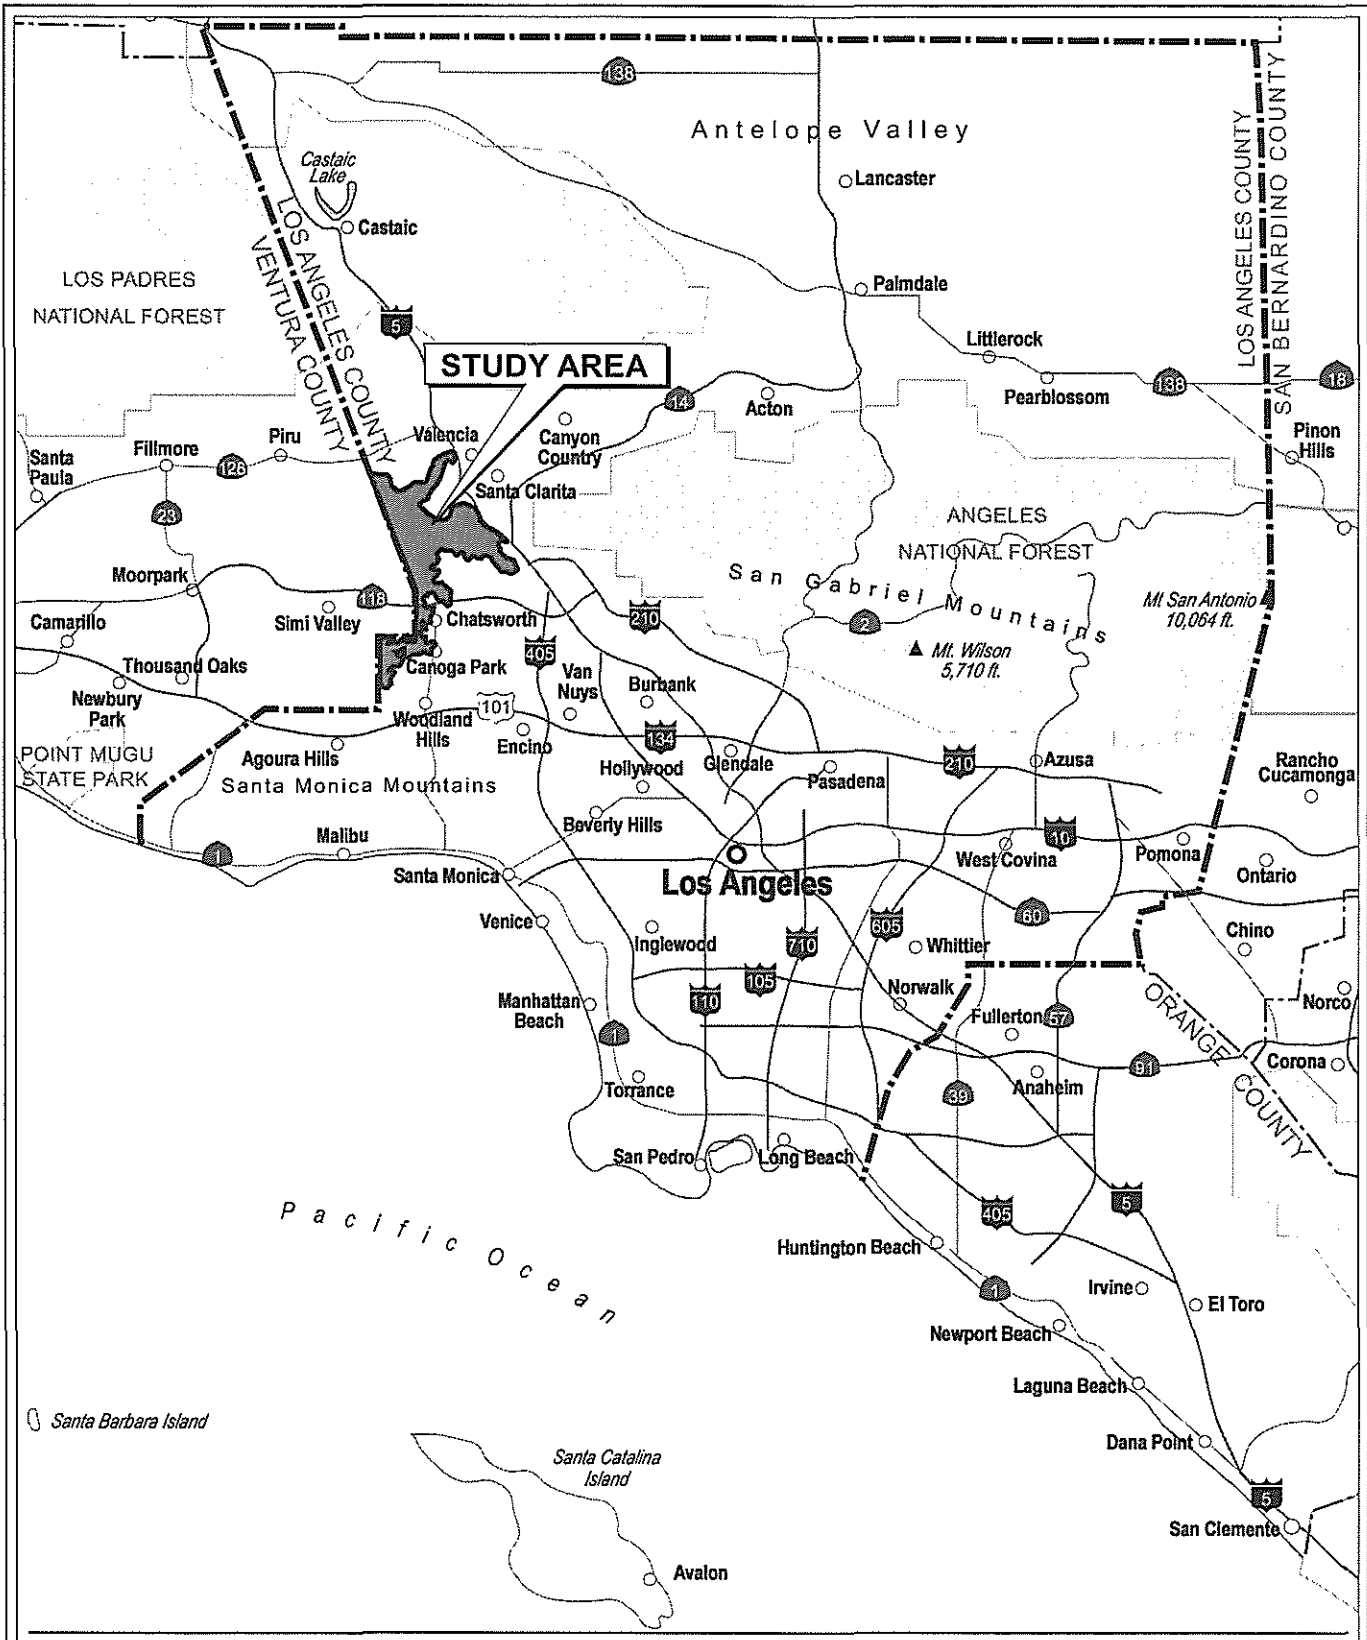 138
Antelope Valley
Castaic
Lake
Lancaster
Castaic
LOS ANGELES COUNTY
VENTURA COUNTY
LOS ANGELES COUNTY
SAN BERNARDINO COUNTY
LOS PADRES
NATIONAL FOREST
Palmdale
5
Littlerock
STUDY AREA
138
18
14
Acton
Pearblossom
Canyon
Country
Valencia
Pinon
Hills
Piru
Fillmore
126
Santa
Paula
Santa Clarita
23
ANGELES
NATIONAL FOREST
San Gabriel Mountains
Moorpark
118
Mt San Antonio
10,064 ft.
Simi Valley
Chatsworth
210
2
Camarillo
Mt. Wilson
5,710 ft.
405
Canoga Park
Thousand Oaks
Van
Nuys
Burbank
Newbury
Park
Woodland
Hills
101
Encino
134
POINT MUGU
STATE PARK
Agoura Hills
Hollywood
Glendale
Pasadena
210
Azusa
Rancho
Cucamonga
Santa Monica Mountains
Beverly Hills
Malibu
1
10
West Covina
Pomona
Ontario
Santa Monica
Los Angeles
60
Venice
Inglewood
710
605
Whittier
Chino
105
Manhattan
Beach
110
Norwalk
Norco
Fullerton
57
ORANGE COUNTY
1
91
Corona
Torrance
39
Anaheim
San Pedro
Long Beach
Pacific Ocean
405
5
Huntington Beach
1
Irvine
El Toro
Newport Beach
Laguna Beach
Santa Barbara Island
Dana Point
Santa Catalina
Island
5
San Clemente
Avalon